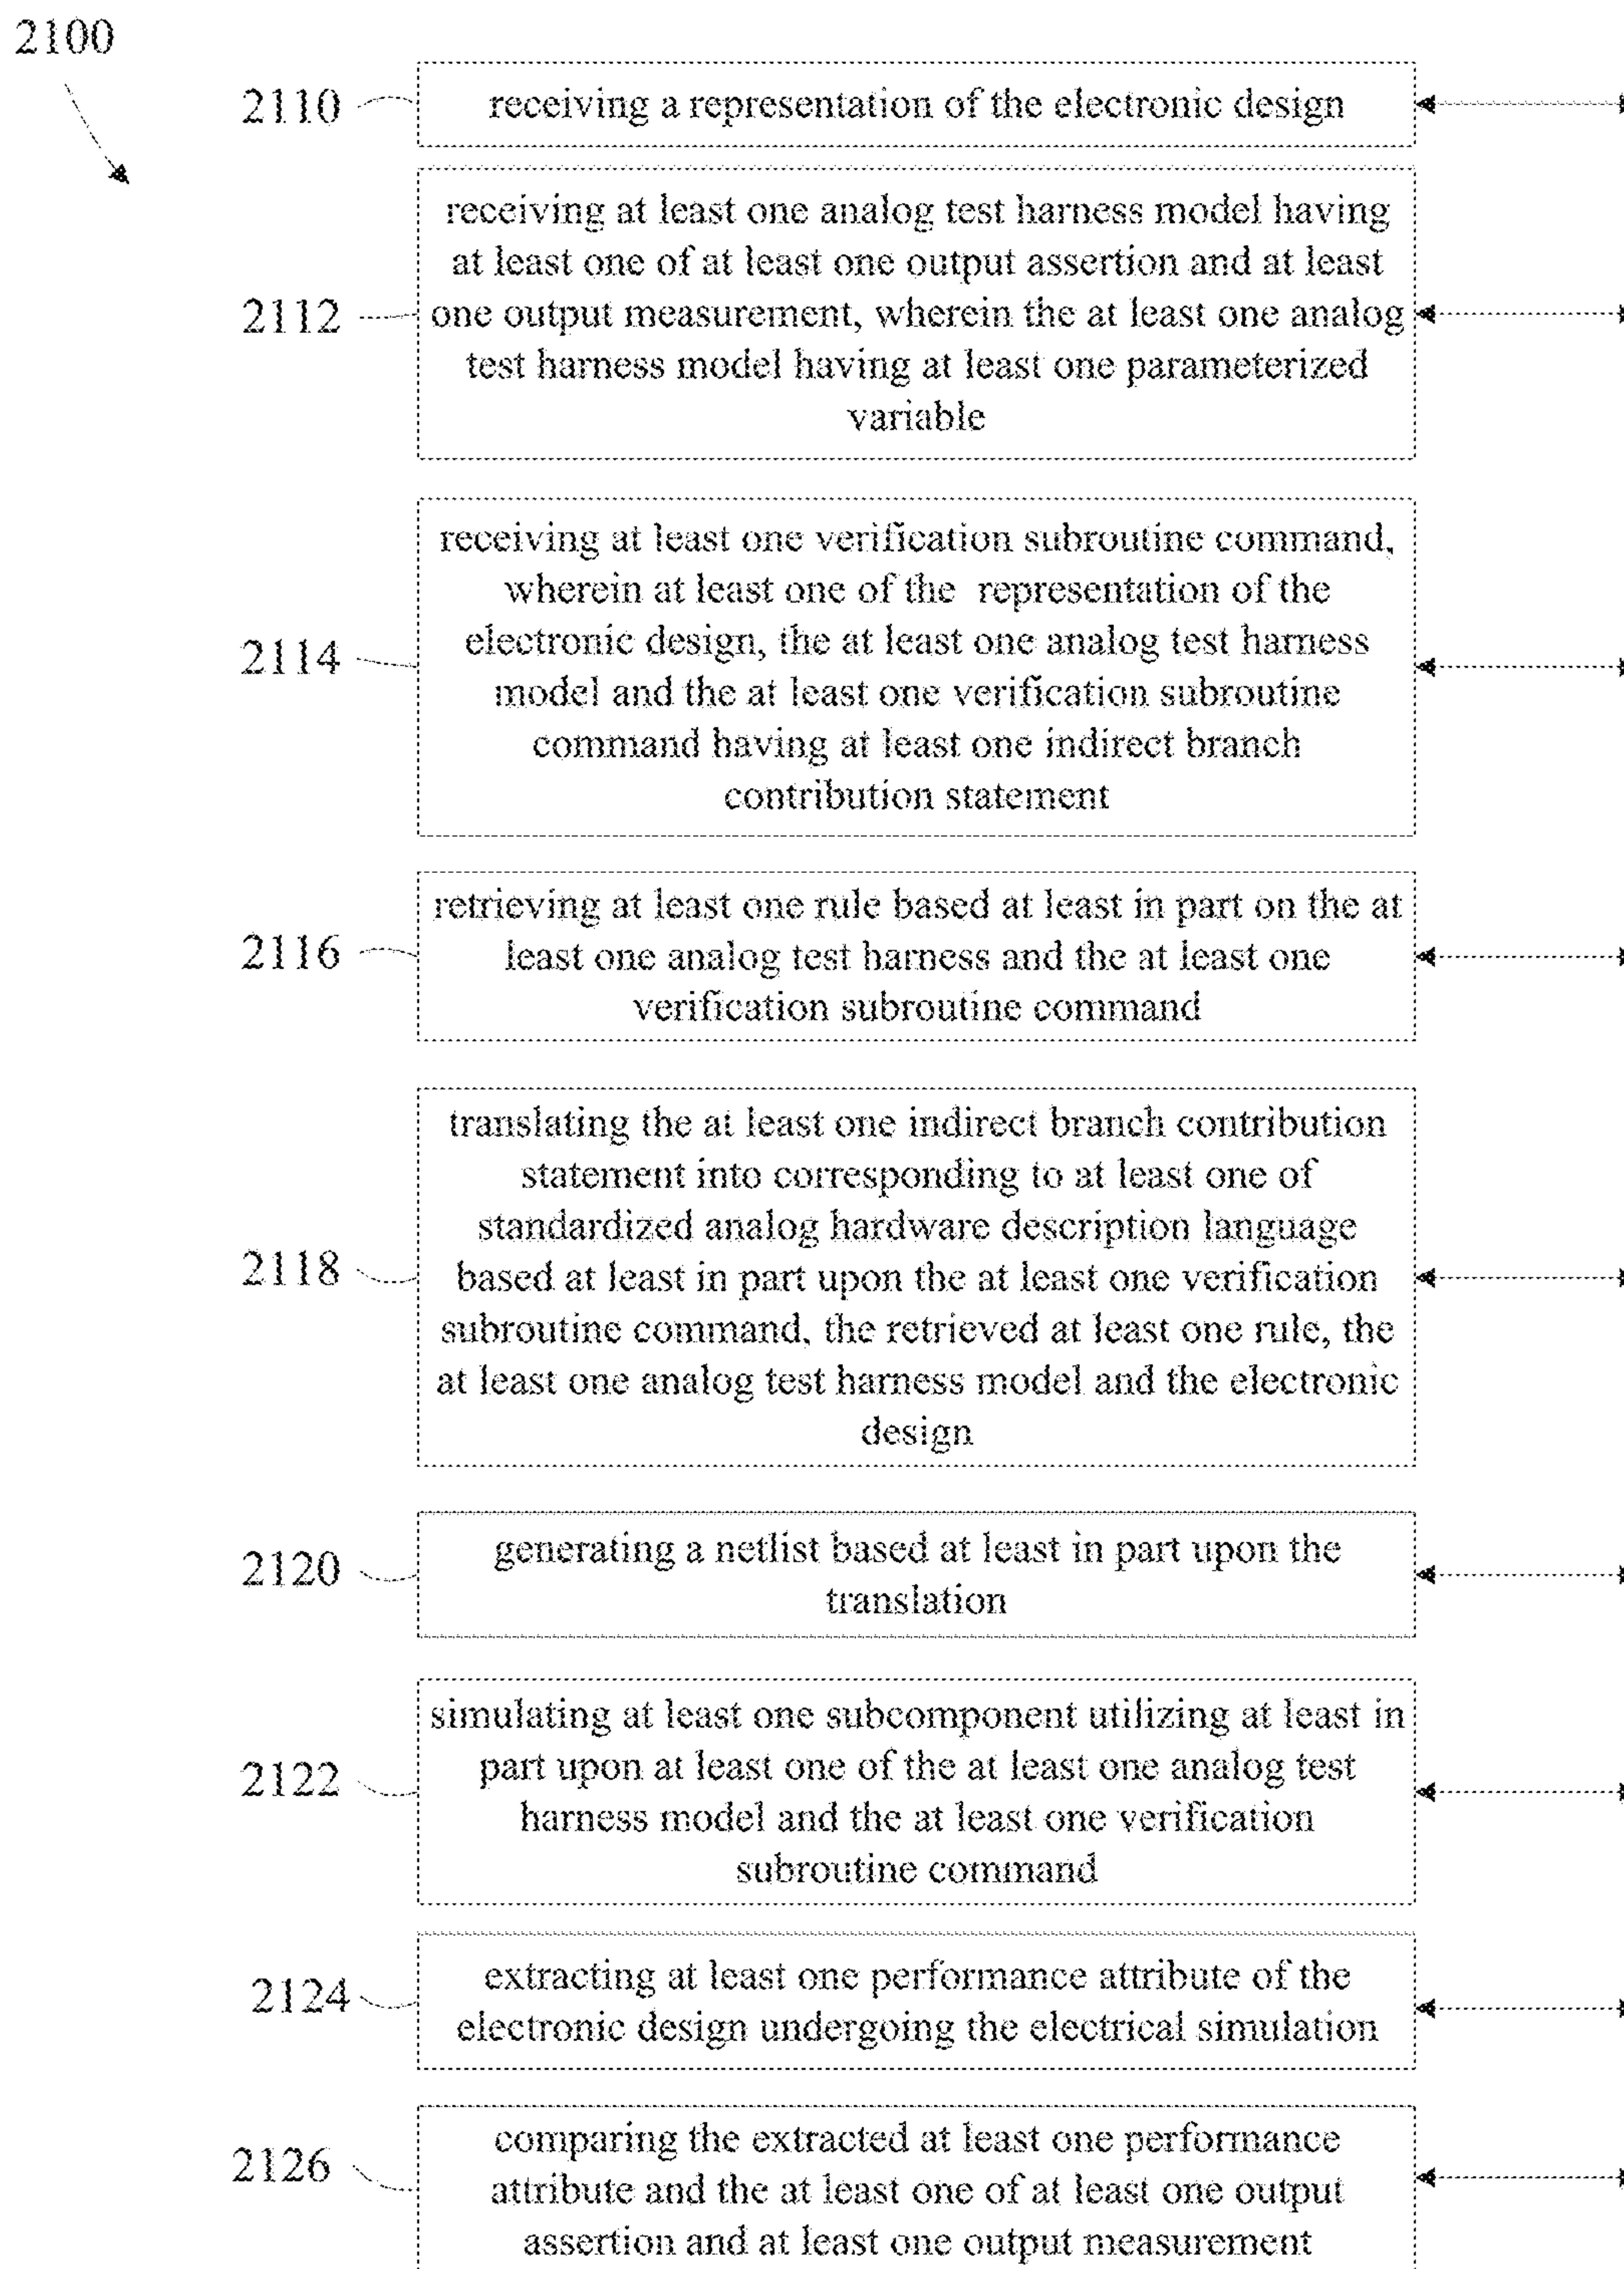 2100
2110
receiving a representation of the electronic design
2112
receiving at least one analog test harness model having
at least one of at least one output assertion and at least
one output measurement, wherein the at least one analog
test harness model having at least one parameterized
variable
2114
receiving at least one verification subroutine command,
wherein at least one of the representation of the
electronic design, the at least one analog test harness
model and the at least one verification subroutine
command having at least one indirect branch
contribution statement
2116
retrieving at least one rule based at least in part on the at
least one analog test harness and the at least one
verification subroutine command
2118
translating the at least one indirect branch contribution
statement into corresponding to at least one of
standardized analog hardware description language
based at least in part upon the at least one verification
subroutine command, the retrieved at least one rule, the
at least one analog test harness model and the electronic
design
2120
generating a netlist based at least in part upon the
translation
2122
simulating at least one subcomponent utilizing at least in
part upon at least one of the at least one analog test
harness model and the at least one verification
subroutine command
2124
extracting at least one performance attribute of the
electronic design undergoing the electrical simulation
2126
comparing the extracted at least one performance
attribute and the at least one of at least one output
assertion and at least one output measurement